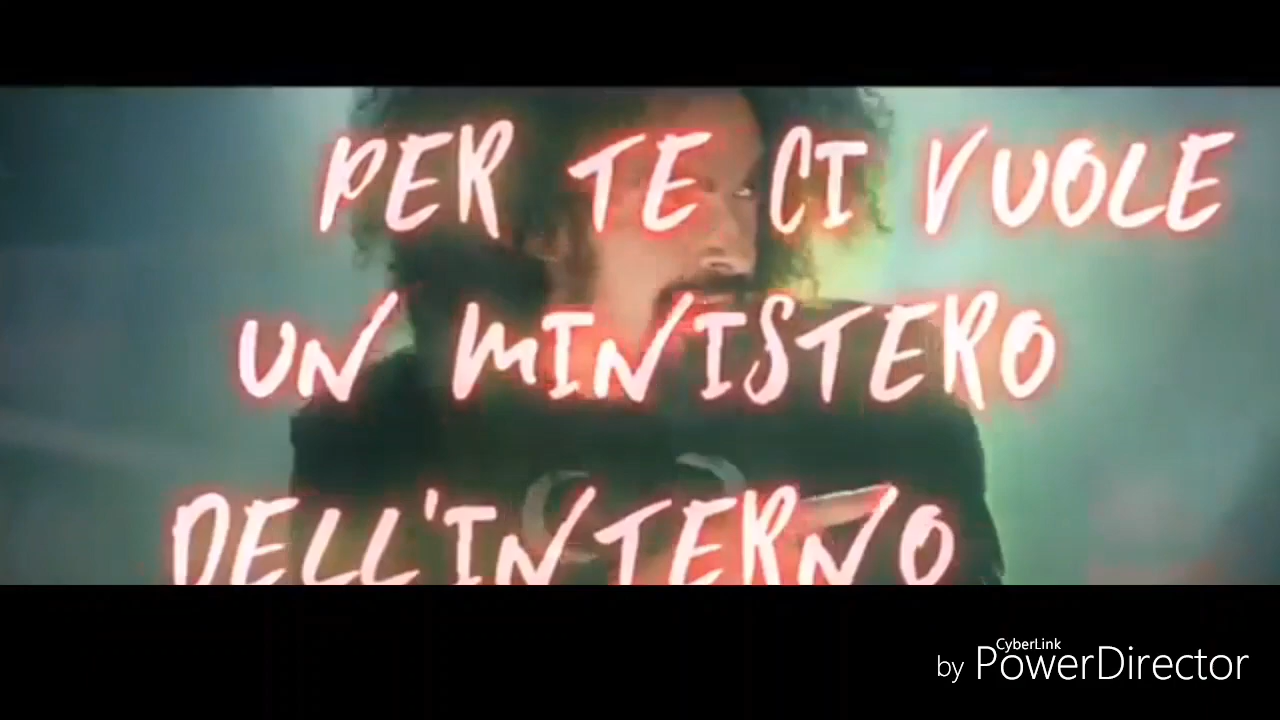 PER TE CI VUOLE
UN MINISTERO
DELL'INTERNO
CyberLink
by PowerDirector